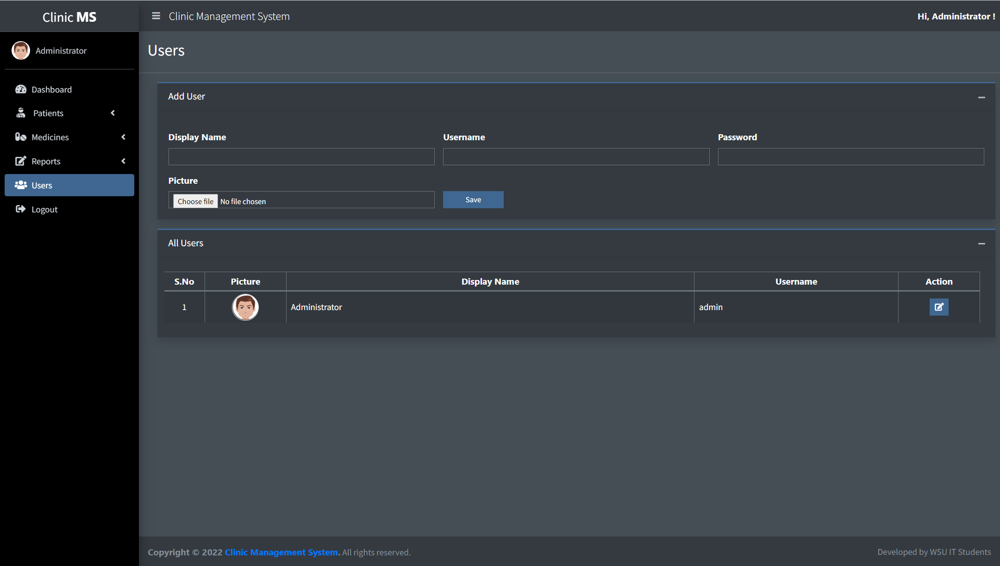 Clinic MS
Clinic Management System
Hi, Administrator !
Administrator
Dashboard
Patients
Medicines
Reports
Users
Logout
Users
Add User
Display Name
Username
Password
Picture
Choose file No file chosen
Save
All Users
S.No Picture Display Name Username Action
1 Administrator admin
Copyright © 2022 Clinic Management System. All rights reserved.
Developed by WSU IT Students